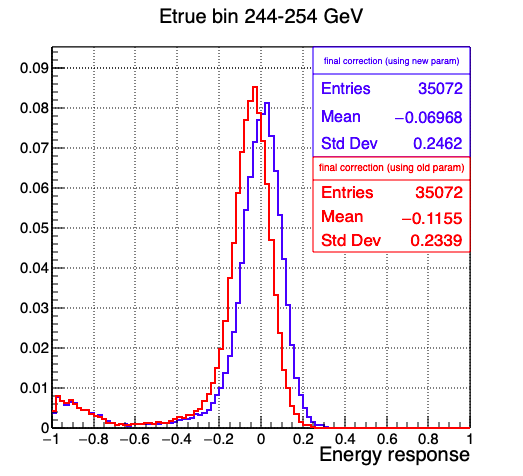 Etrue bin 244-254 GeV
final correction (using new param)
Entries 35072
Mean −0.06968
Std Dev 0.2462
final correction (using old param)
Entries 35072
Mean −0.1155
Std Dev 0.2339
0.09
0.08
0.07
0.06
0.05
0.04
0.03
0.02
0.01
0
−1 −0.8 −0.6 −0.4 −0.2 0 0.2 0.4 0.6 0.8 1
Energy response